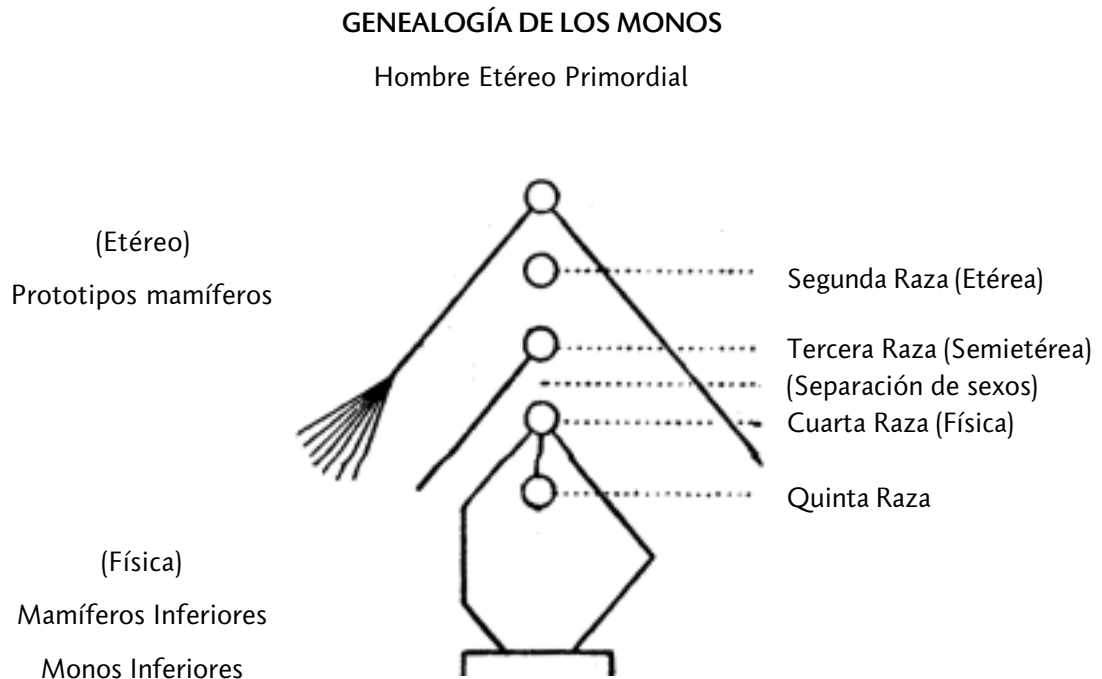 GENEALOGÍA DE LOS MONOS
Hombre Etéreo Primordial
(Etéreo)
Prototipos mamíferos
Segunda Raza (Etérea)
Tercera Raza (Semietérea)
(Separación de sexos)
Cuarta Raza (Física)
Quinta Raza
(Física)
Mamíferos Inferiores
Monos Inferiores